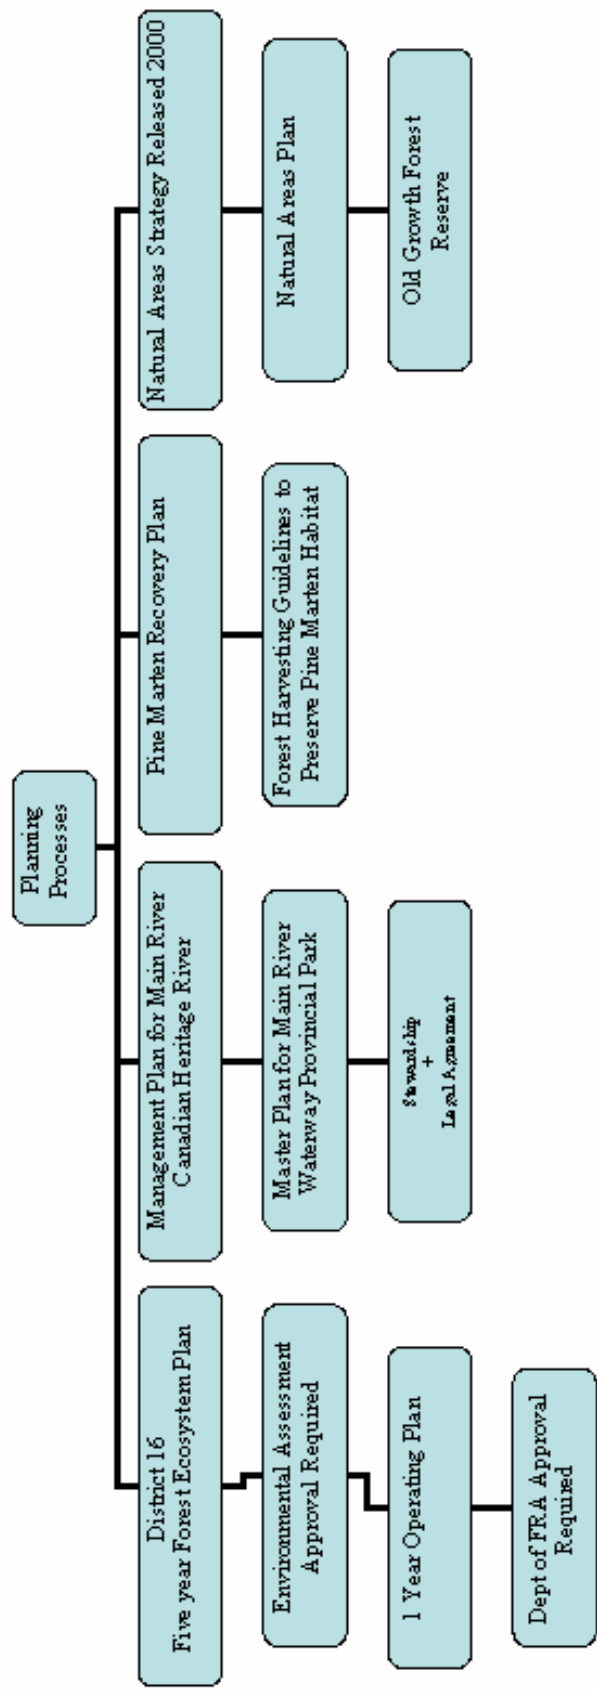 Planning
Processes
District 16
Five year Forest Ecosystem Plan
Environmental Assessment
Approval Required
1 Year Operating Plan
Dept of FRA Approval
Required
Management Plan for Main River
Canadian Heritage River
Master Plan for Main River
Waterway Provincial Park
Stewardship
+
Legal Agreement
Pine Marten Recovery Plan
Forest Harvesting Guidelines to
Preserve Pine Marten Habitat
Natural Areas Strategy Released 2000
Natural Areas Plan
Old Growth Forest
Reserve